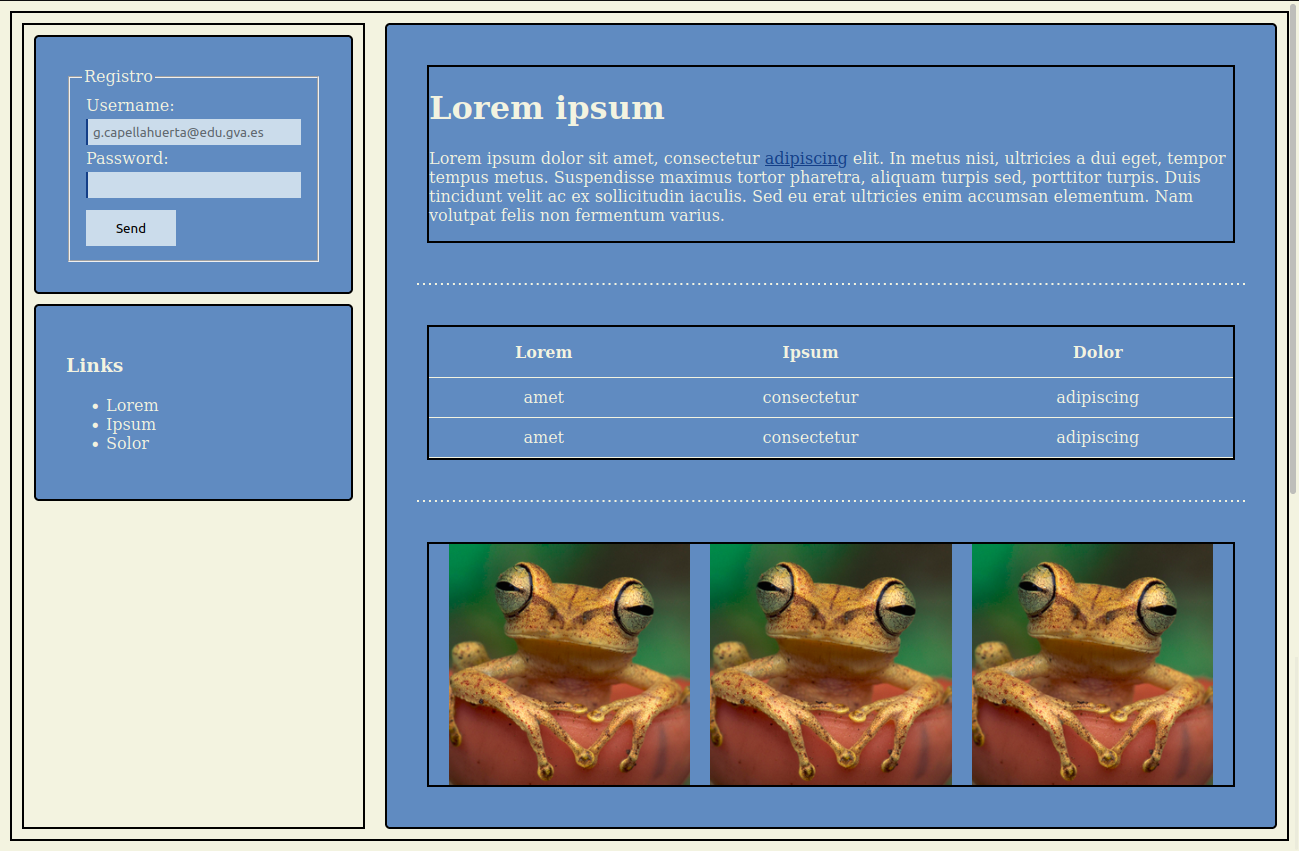 Registro
Username:
g.capellahuerta@edu.gva.es
Password:
Send
Links
Lorem
Ipsum
Solor
Lorem ipsum
Lorem ipsum dolor sit amet, consectetur adipiscing elit. In metus nisi, ultricies a dui eget, tempor
tempus metus. Suspendisse maximus tortor pharetra, aliquam turpis sed, porttitor turpis. Duis
tincidunt velit ac ex sollicitudin iaculis. Sed eu erat ultricies enim accumsan elementum. Nam
volutpat felis non fermentum varius.
Lorem Ipsum Dolor
amet consectetur adipiscing
amet consectetur adipiscing